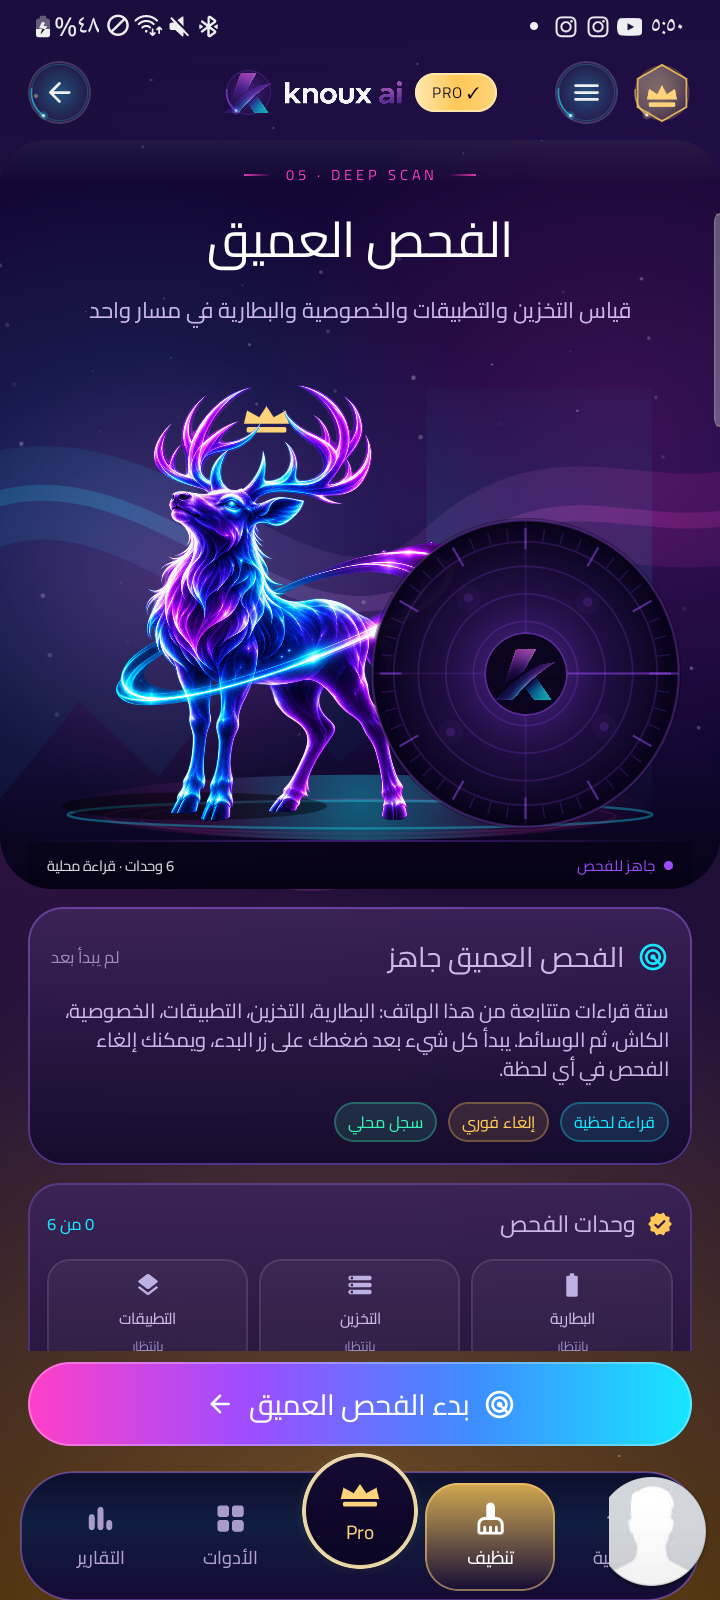 %٤٨
٥:٥٠
knoux ai
PRO ✓
05 · DEEP SCAN
الفحص العميق
قياس التخزين والتطبيقات والخصوصية والبطارية في مسار واحد
جاهز للفحص
6 وحدات · قراءة محلية
الفحص العميق جاهز
لم يبدأ بعد
ستة قراءات متتابعة من هذا الهاتف: البطارية، التخزين، التطبيقات، الخصوصية،
الكاش، ثم الوسائط. يبدأ كل شيء بعد ضغطك على زر البدء، ويمكنك إلغاء
الفحص في أي لحظة.
قراءة لحظية
إلغاء فوري
سجل محلي
وحدات الفحص
0 من 6
البطارية
التخزين
التطبيقات
بانتظار
بانتظار
بانتظار
بدء الفحص العميق
تنظيف
Pro
الأدوات
التقارير